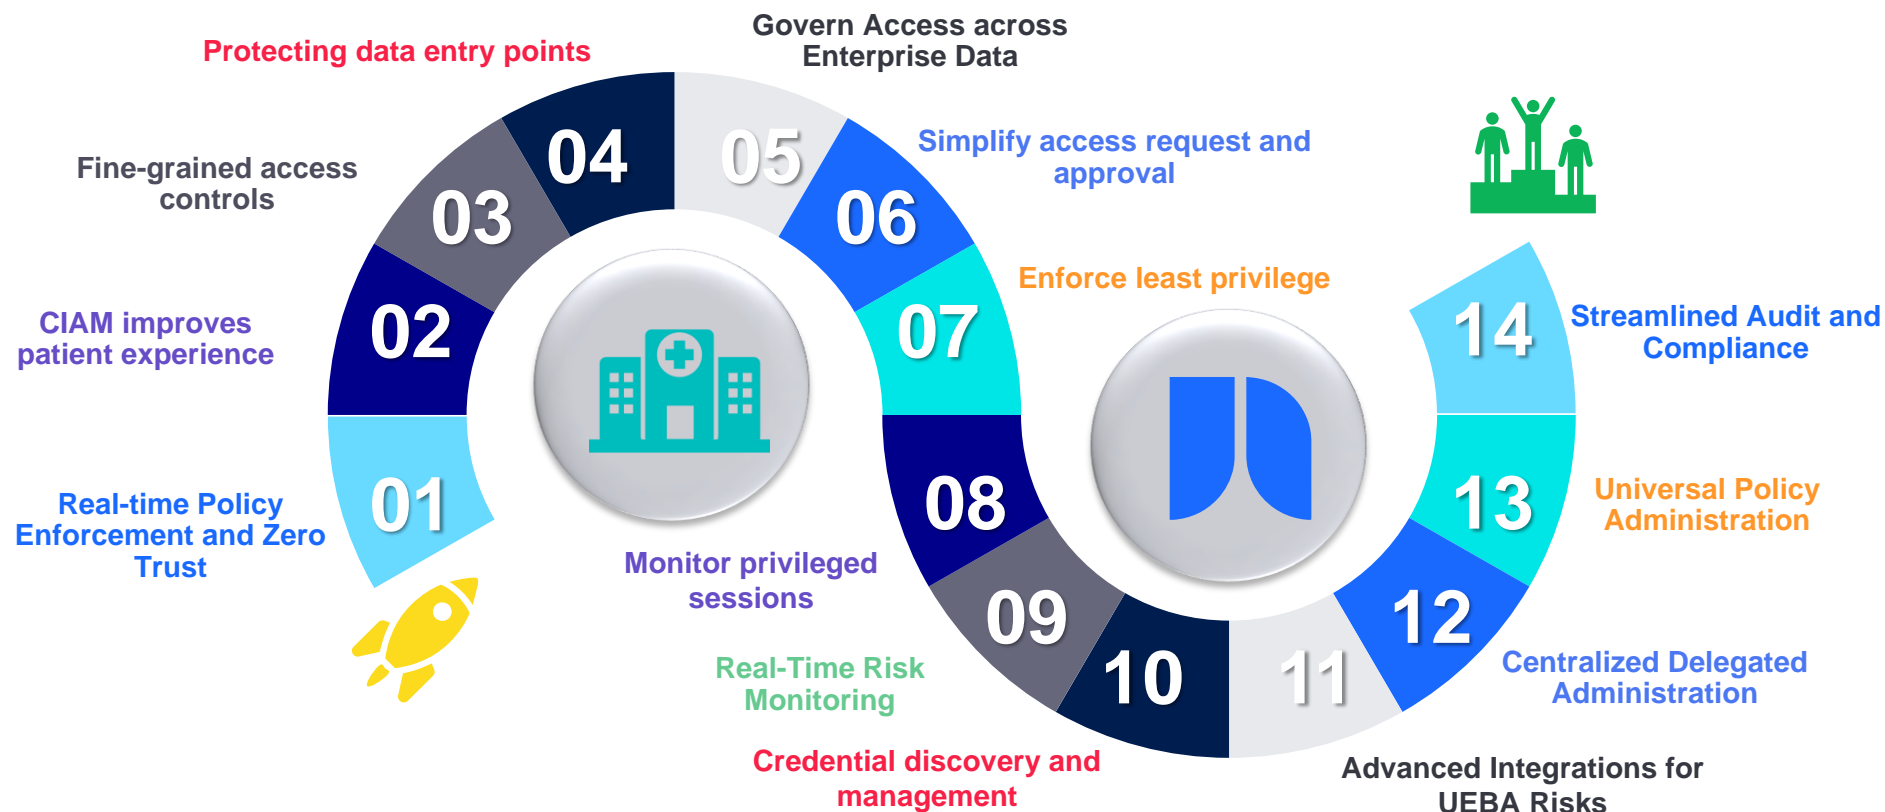 01
Real-time Policy
Enforcement and Zero
Trust
02
CIAM improves
patient experience
03
Fine-grained access
controls
04
Protecting data entry points
05
Govern Access across
Enterprise Data
06
Simplify access request and
approval
07
Enforce least privilege
08
Monitor privileged
sessions
09
Real-Time Risk
Monitoring
10
Credential discovery and
management
11
Advanced Integrations for
UEBA Risks
12
Centralized Delegated
Administration
13
Universal Policy
Administration
14
Streamlined Audit and
Compliance